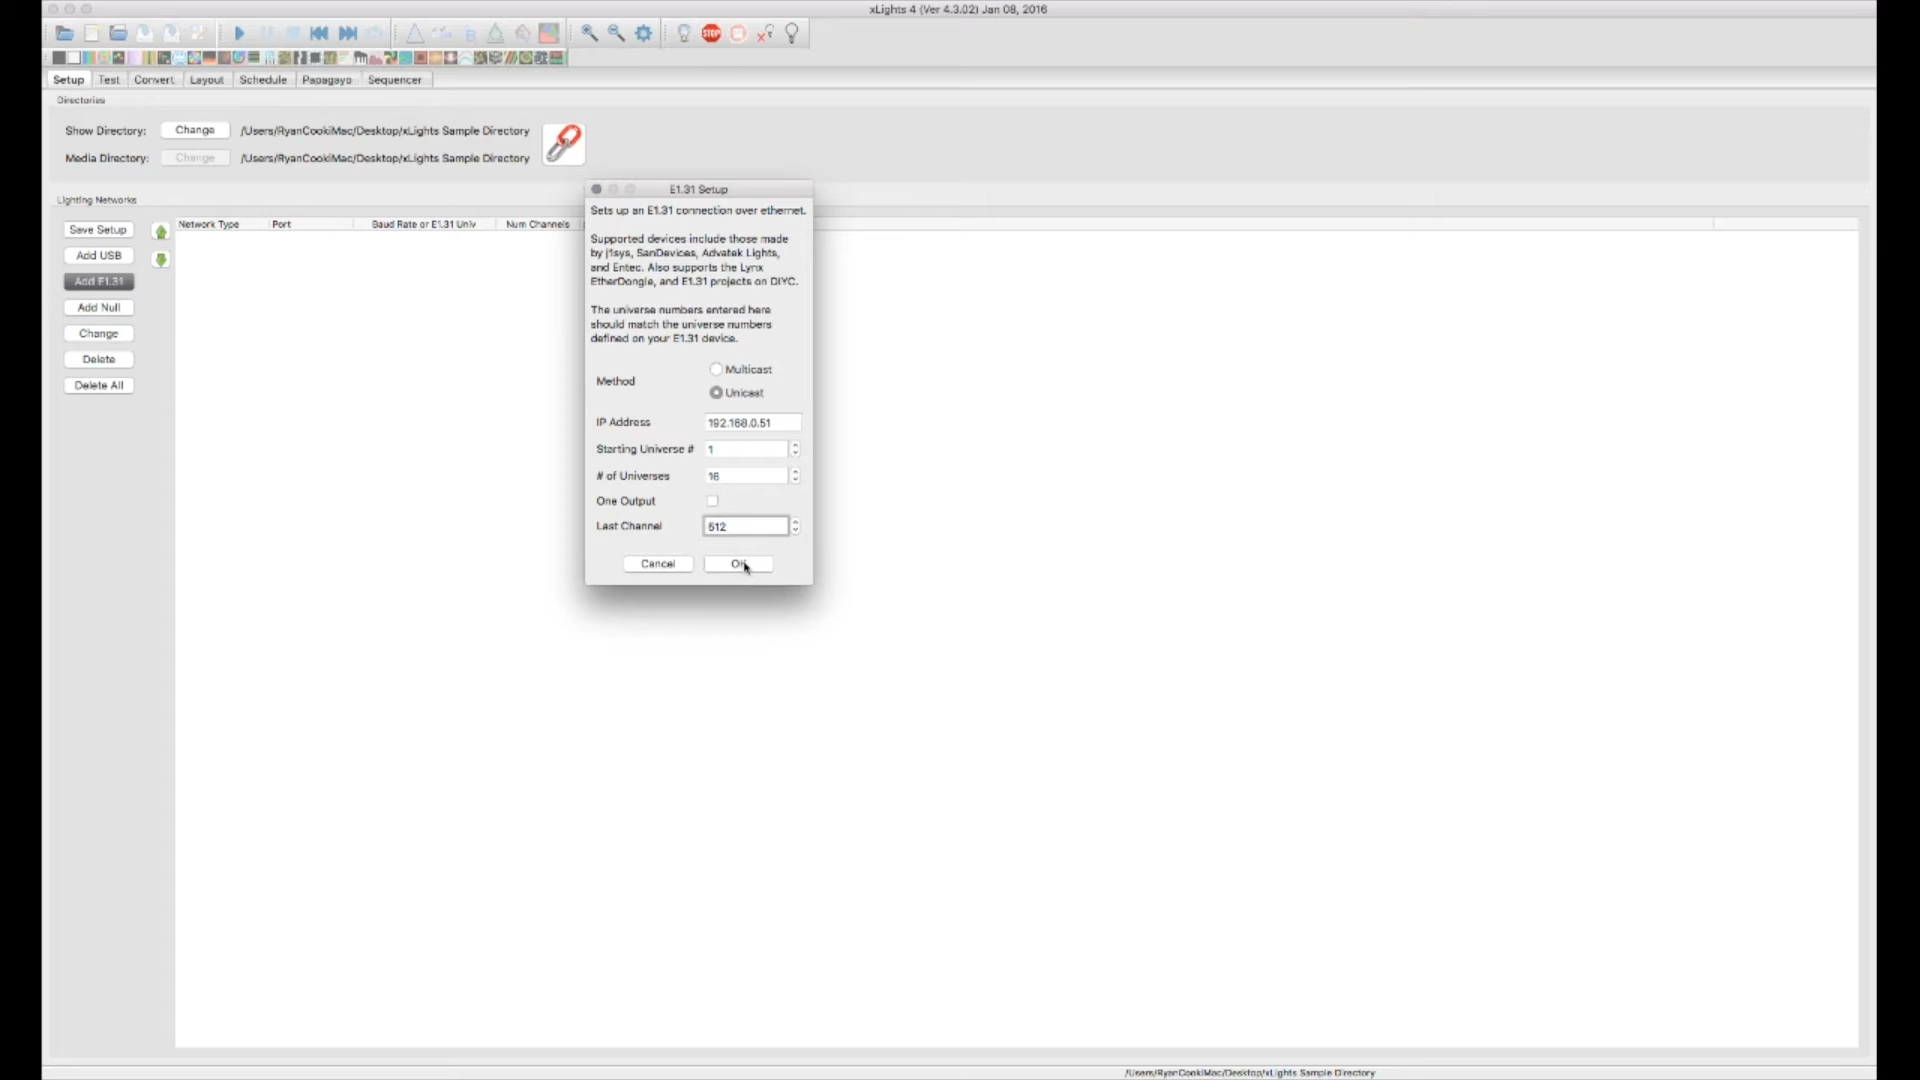 xLights 4 (Ver 4.3.02) Jan 08, 2016
STOP
Setup Test Convert Layout Schedule Papagayo Sequencer
Directories
Show Directory: Change /Users/RyanCookiMac/Desktop/xLights Sample Directory
Media Directory: Change /Users/RyanCookiMac/Desktop/xLights Sample Directory
Lighting Networks
Save Setup
Add USB
Add E1.31
Add Null
Change
Delete
Delete All
Network Type Port Baud Rate or E1.31 Univ Num Channels
E1.31 Setup
Sets up an E1.31 connection over ethernet.
Supported devices include those made
by j1sys, SanDevices, Advatek Lights,
and Entec. Also supports the Lynx
EtherDongle, and E1.31 projects on DIYC.
The universe numbers entered here
should match the universe numbers
defined on your E1.31 device.
Method
Multicast
Unicast
IP Address 192.168.0.51
Starting Universe # 1
# of Universes 16
One Output
Last Channel 512
Cancel OK
/Users/RyanCookiMac/Desktop/xLights Sample Directory